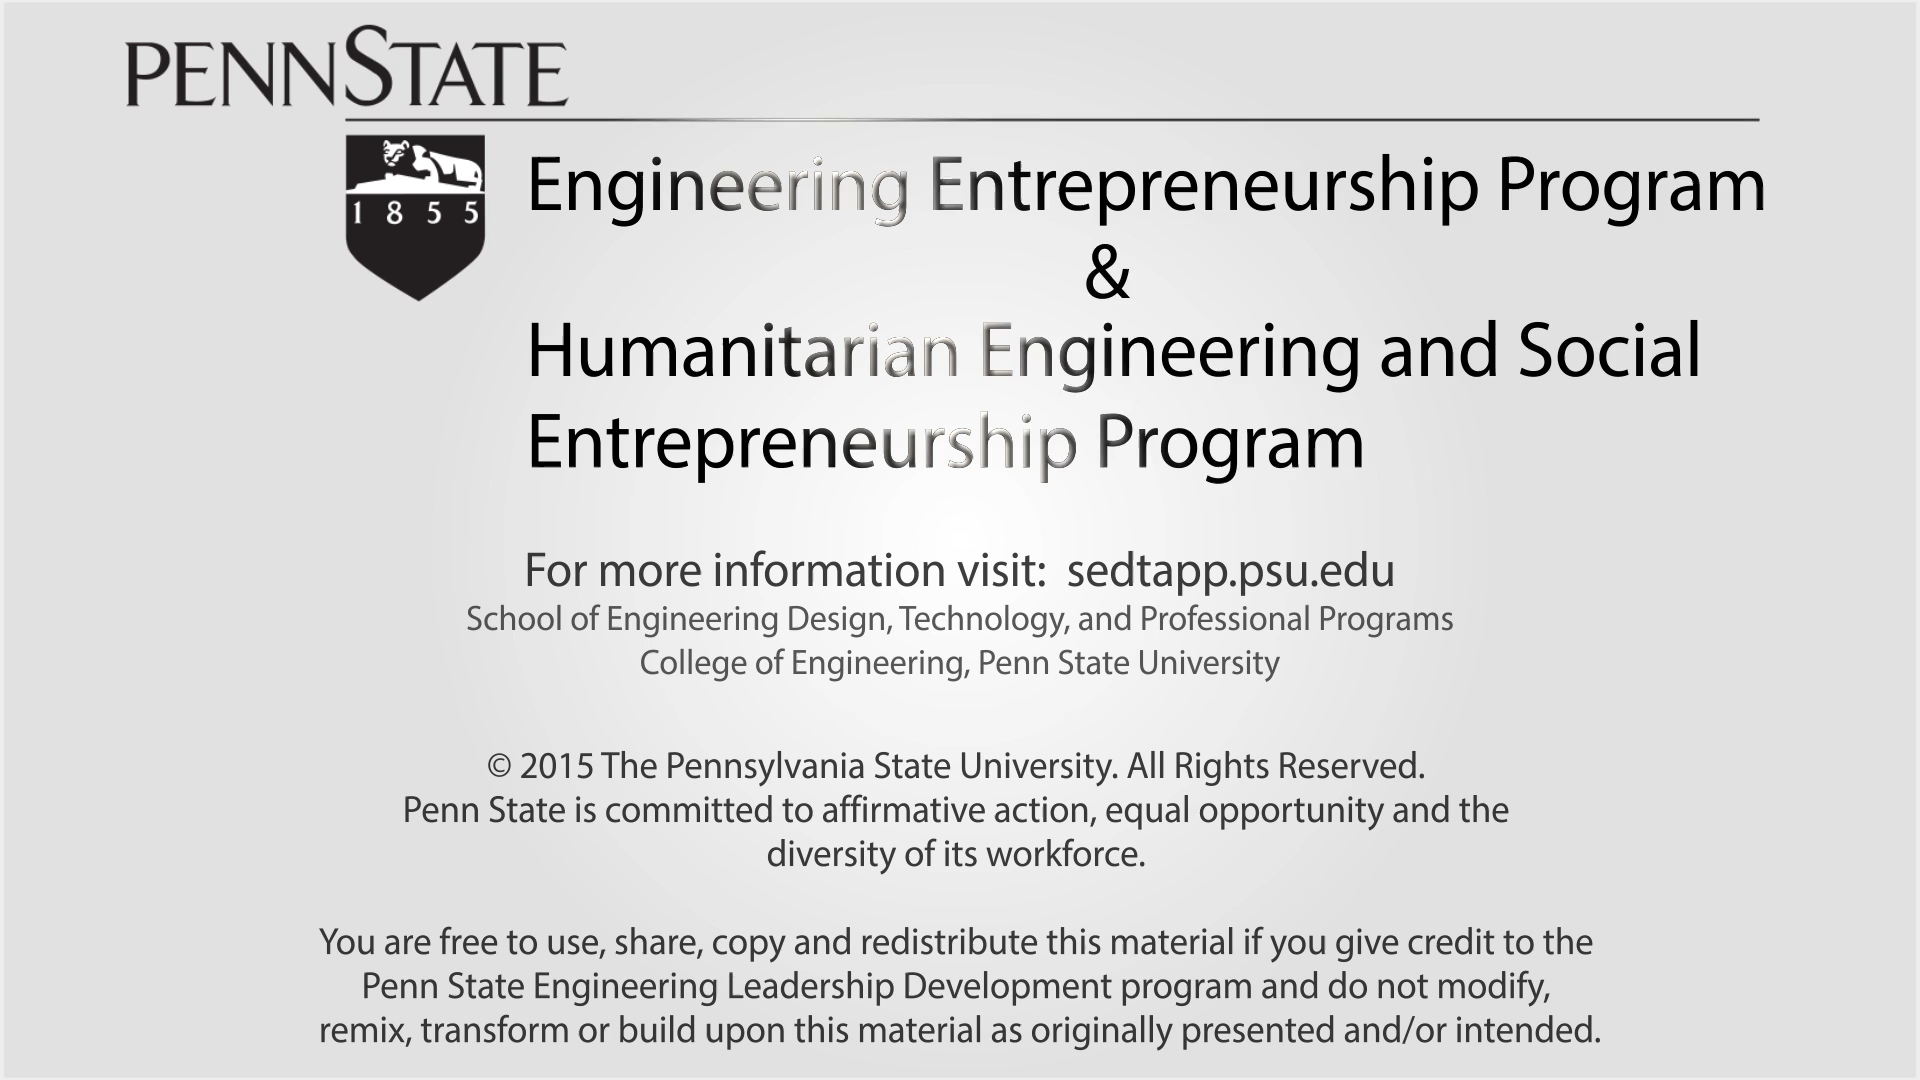 PENNSTATE
1855
Engineering Entrepreneurship Program
&
Humanitarian Engineering and Social
Entrepreneurship Program
For more information visit:  sedtapp.psu.edu
School of Engineering Design, Technology, and Professional Programs
College of Engineering, Penn State University
© 2015 The Pennsylvania State University. All Rights Reserved.
Penn State is committed to affirmative action, equal opportunity and the
diversity of its workforce.
You are free to use, share, copy and redistribute this material if you give credit to the
Penn State Engineering Leadership Development program and do not modify,
remix, transform or build upon this material as originally presented and/or intended.